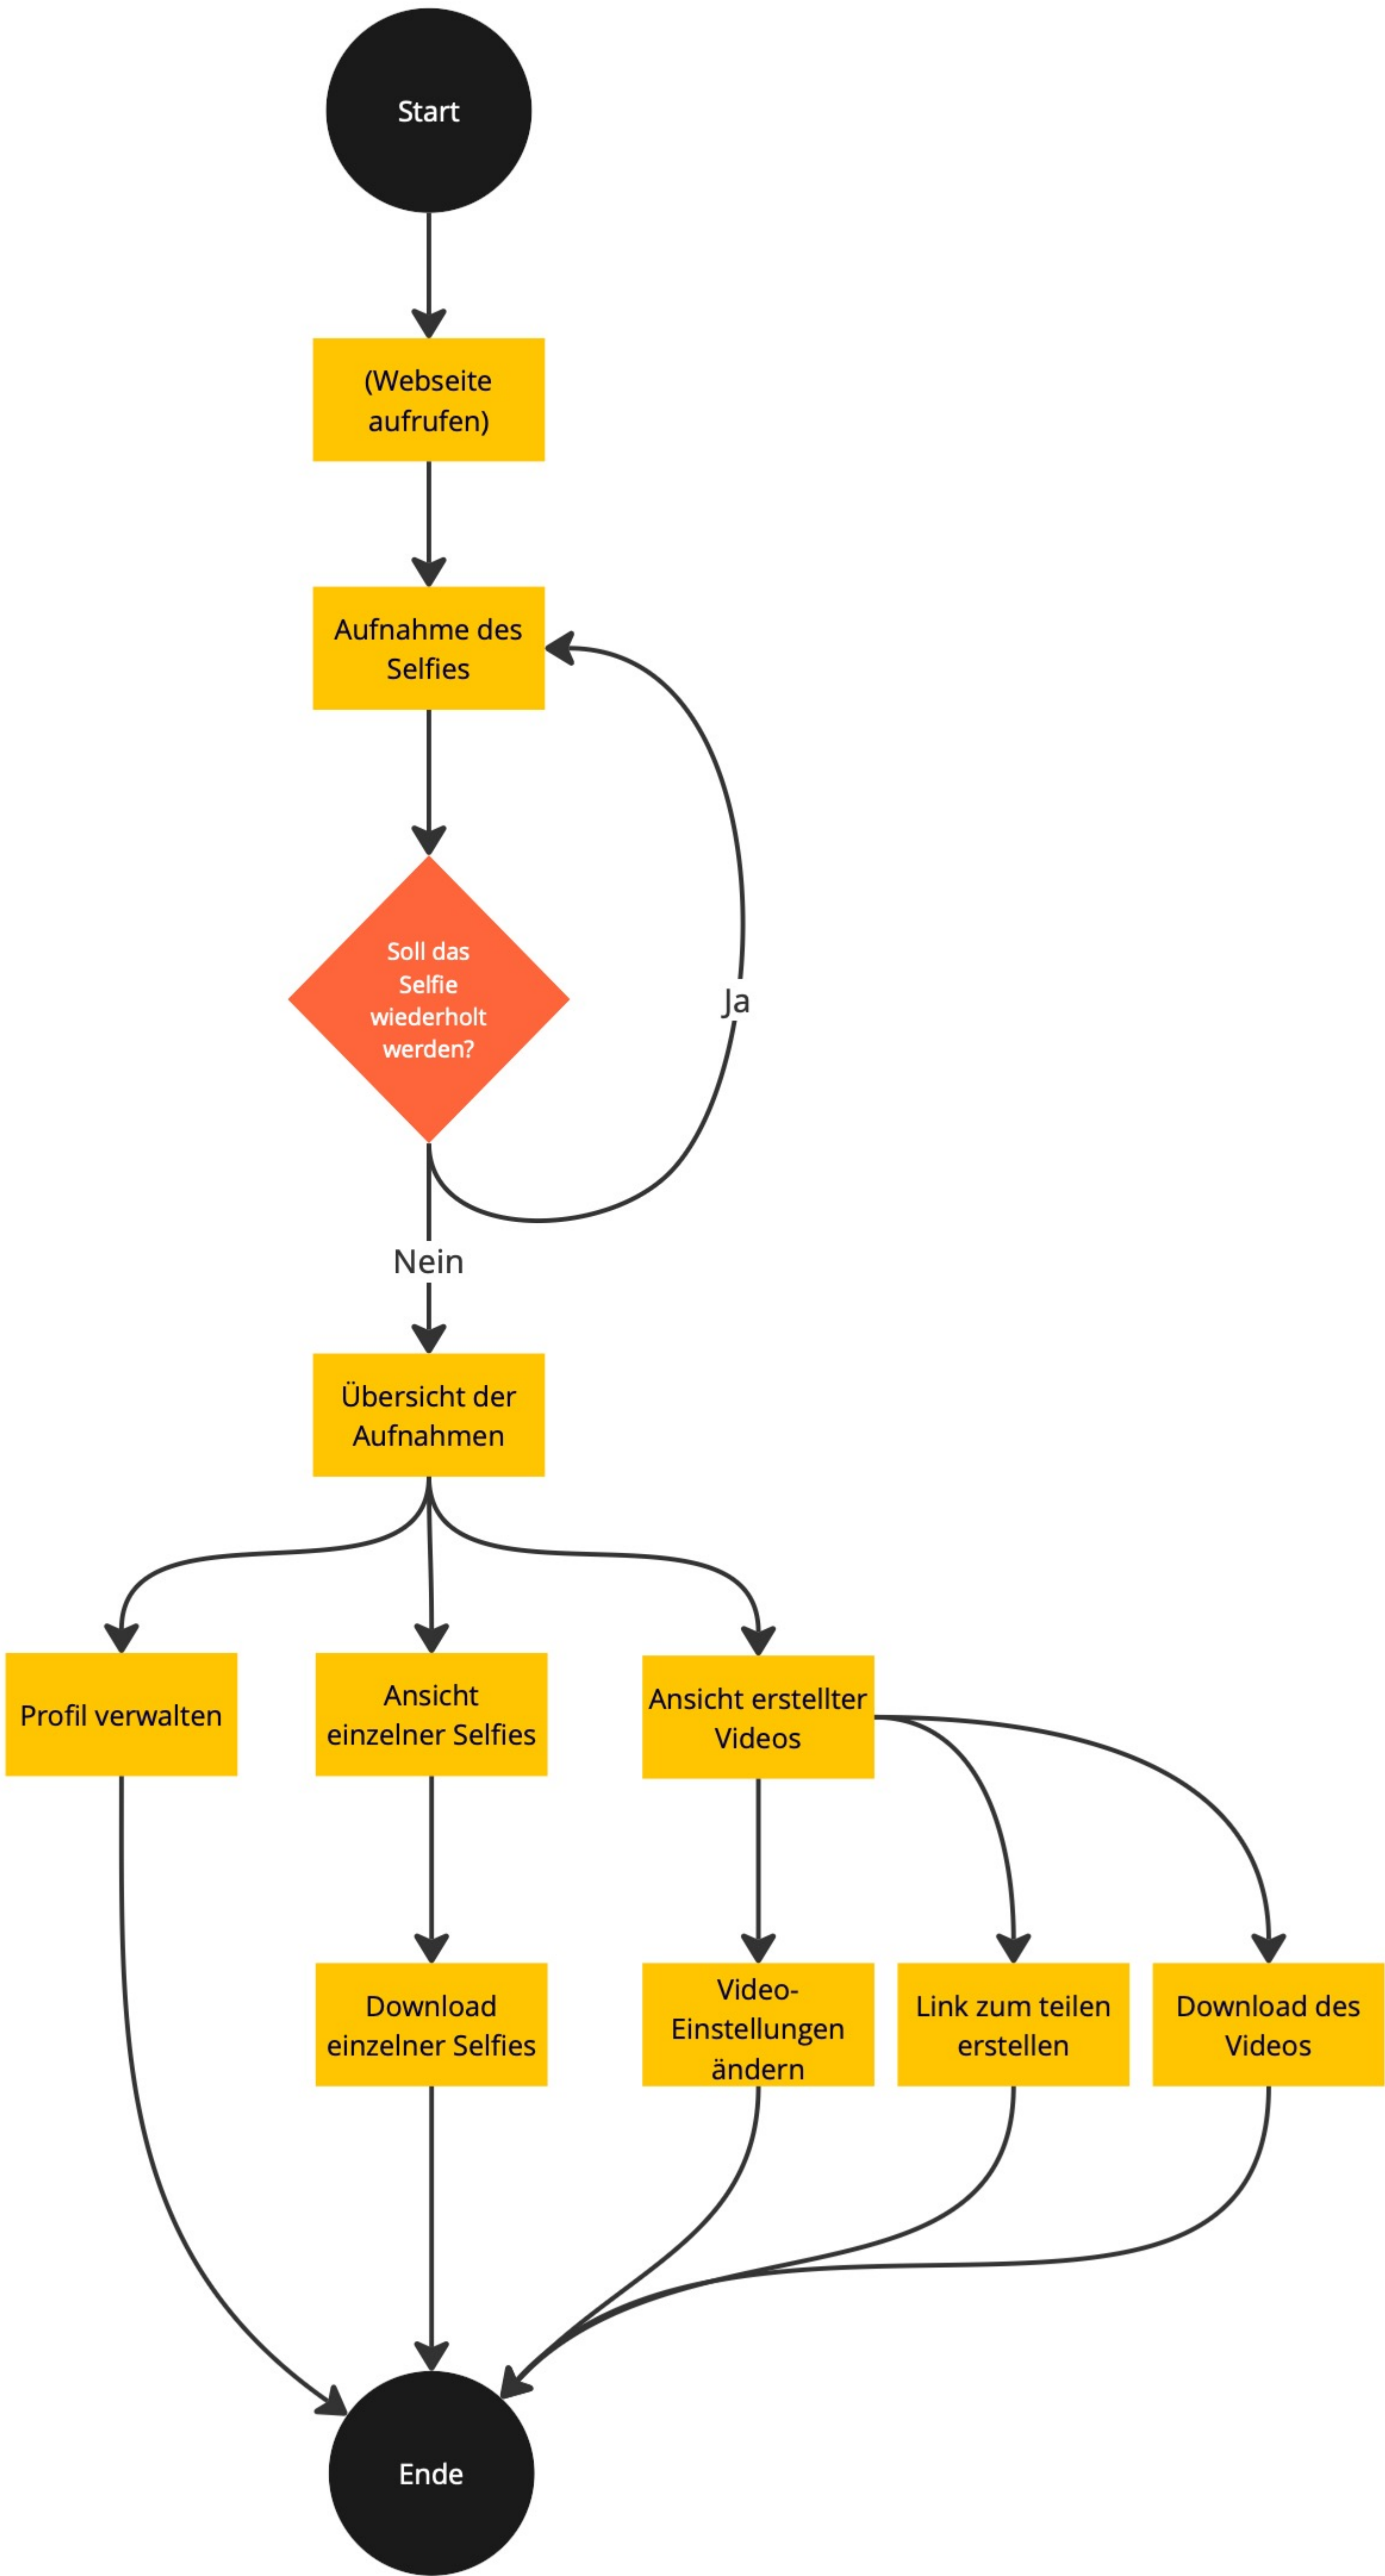 Start
(Webseite
aufrufen)
Aufnahme des
Selfies
Soll das
Selfie
wiederholt
werden?
Ja
Nein
Übersicht der
Aufnahmen
Profil verwalten
Ansicht
einzelner Selfies
Ansicht erstellter
Videos
Download
einzelner Selfies
Video-
Einstellungen
ändern
Link zum teilen
erstellen
Download des
Videos
Ende